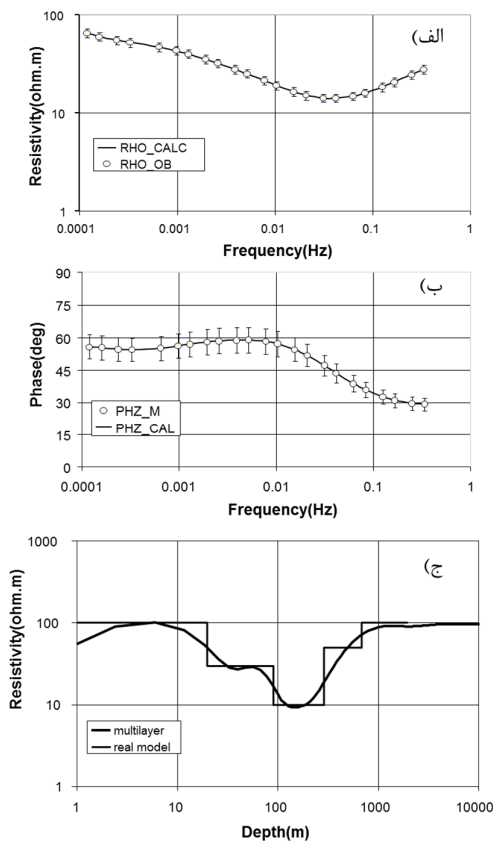 الف)
100
10
1
Resistivity(ohm.m)
RHO_CALC
RHO_OB
0.0001 0.001 0.01 0.1 1
Frequency(Hz)
ب)
90
75
60
45
30
15
0
Phase(deg)
PHZ_M
PHZ_CAL
0.0001 0.001 0.01 0.1 1
Frequency(Hz)
ج)
1000
100
10
1
Resistivity(ohm.m)
multilayer
real model
1 10 100 1000 10000
Depth(m)